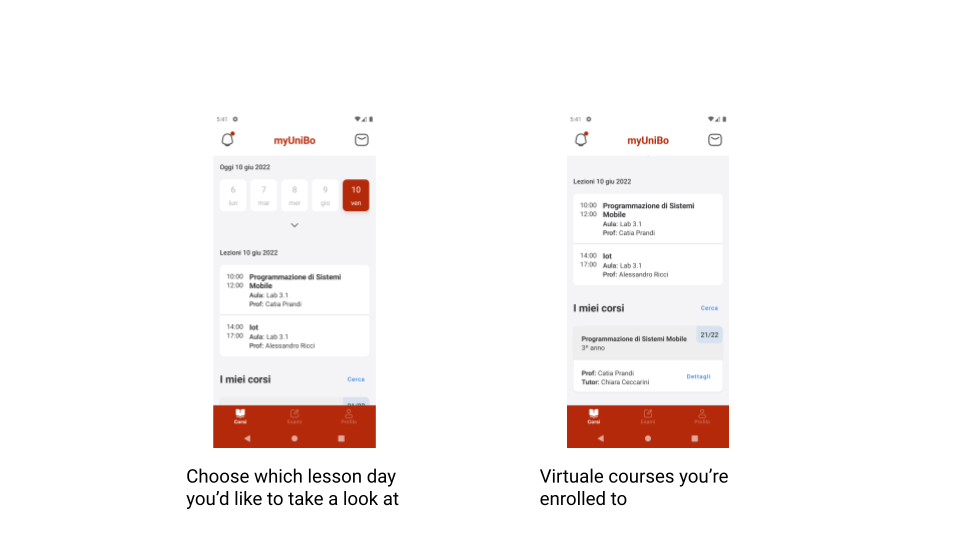 5:41
myUniBo
Oggi 10 giu 2022
6 7 8 9 10
lun mar mer gio ven
Lezioni 10 giu 2022
10:00 Programmazione di Sistemi
12:00 Mobile
Aula: Lab 3.1
Prof: Catia Prandi
14:00 Iot
17:00 Aula: Lab 3.1
Prof: Alessandro Ricci
I miei corsi Cerca
21/22
Corsi Esami Profilo
Choose which lesson day
you'd like to take a look at
5:41
myUniBo
Lezioni 10 giu 2022
10:00 Programmazione di Sistemi
12:00 Mobile
Aula: Lab 3.1
Prof: Catia Prandi
14:00 Iot
17:00 Aula: Lab 3.1
Prof: Alessandro Ricci
I miei corsi Cerca
21/22
Programmazione di Sistemi Mobile
3° anno
Prof: Catia Prandi
Tutor: Chiara Ceccarini
Dettagli
Corsi Esami Profilo
Virtuale courses you're
enrolled to